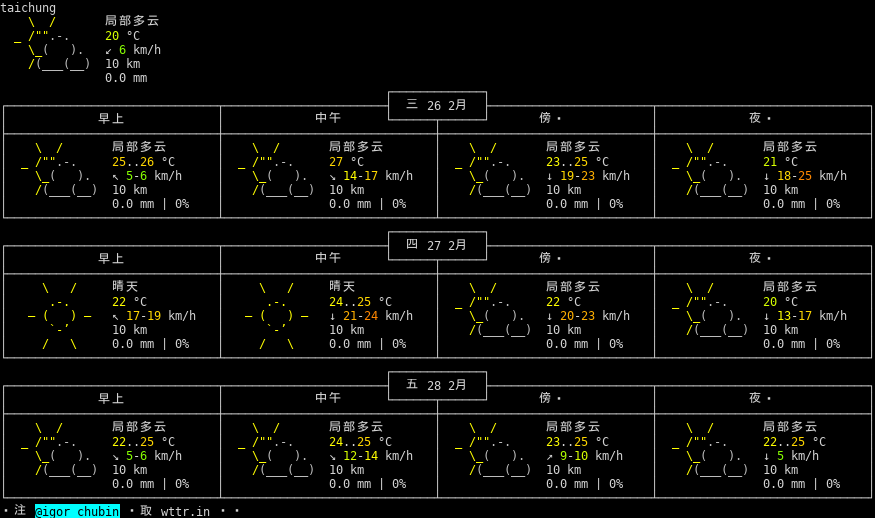 taichung
局部多云
20 °C
↙ 6 km/h
10 km
0.0 mm
三 26 2月
早上 中午 傍・ 夜・
局部多云 局部多云 局部多云 局部多云
25..26 °C 27 °C 23..25 °C 21 °C
↖ 5-6 km/h ↘ 14-17 km/h ↓ 19-23 km/h ↓ 18-25 km/h
10 km 10 km 10 km 10 km
0.0 mm | 0% 0.0 mm | 0% 0.0 mm | 0% 0.0 mm | 0%
四 27 2月
早上 中午 傍・ 夜・
晴天 晴天 局部多云 局部多云
22 °C 24..25 °C 22 °C 20 °C
↖ 17-19 km/h ↓ 21-24 km/h ↓ 20-23 km/h ↓ 13-17 km/h
10 km 10 km 10 km 10 km
0.0 mm | 0% 0.0 mm | 0% 0.0 mm | 0% 0.0 mm | 0%
五 28 2月
早上 中午 傍・ 夜・
局部多云 局部多云 局部多云 局部多云
22..25 °C 24..25 °C 23..25 °C 22..25 °C
↘ 5-6 km/h ↘ 12-14 km/h ↗ 9-10 km/h ↓ 5 km/h
10 km 10 km 10 km 10 km
0.0 mm | 0% 0.0 mm | 0% 0.0 mm | 0% 0.0 mm | 0%
・注 @igor_chubin ・取 wttr.in ・・